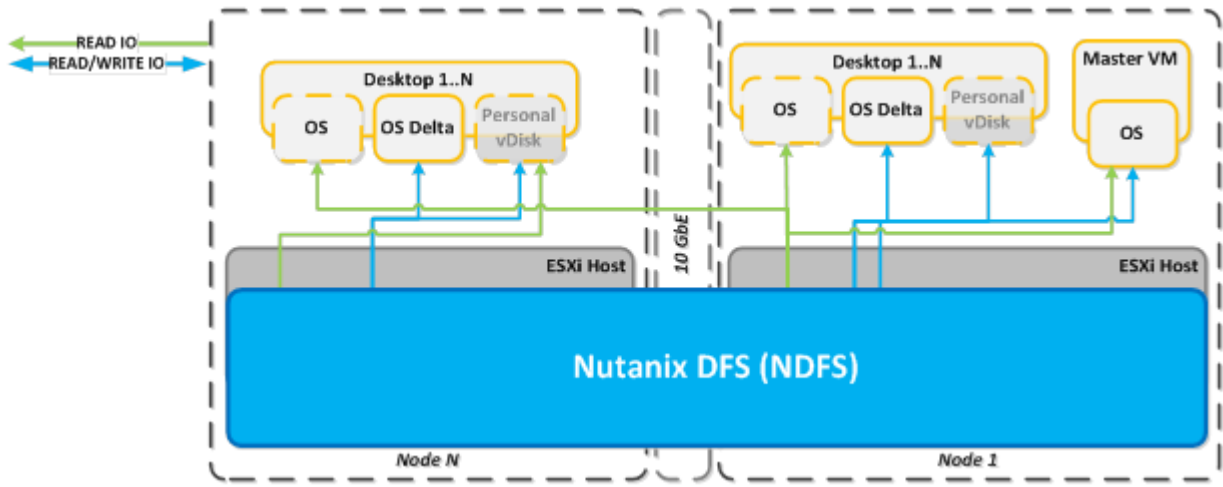 READ IO
READ/WRITE IO
Desktop 1..N
OS
OS Delta
Personal
vDisk
ESXi Host
Node N
10 GbE
Desktop 1..N
OS
OS Delta
Personal
vDisk
Master VM
OS
ESXi Host
Nutanix DFS (NDFS)
Node 1